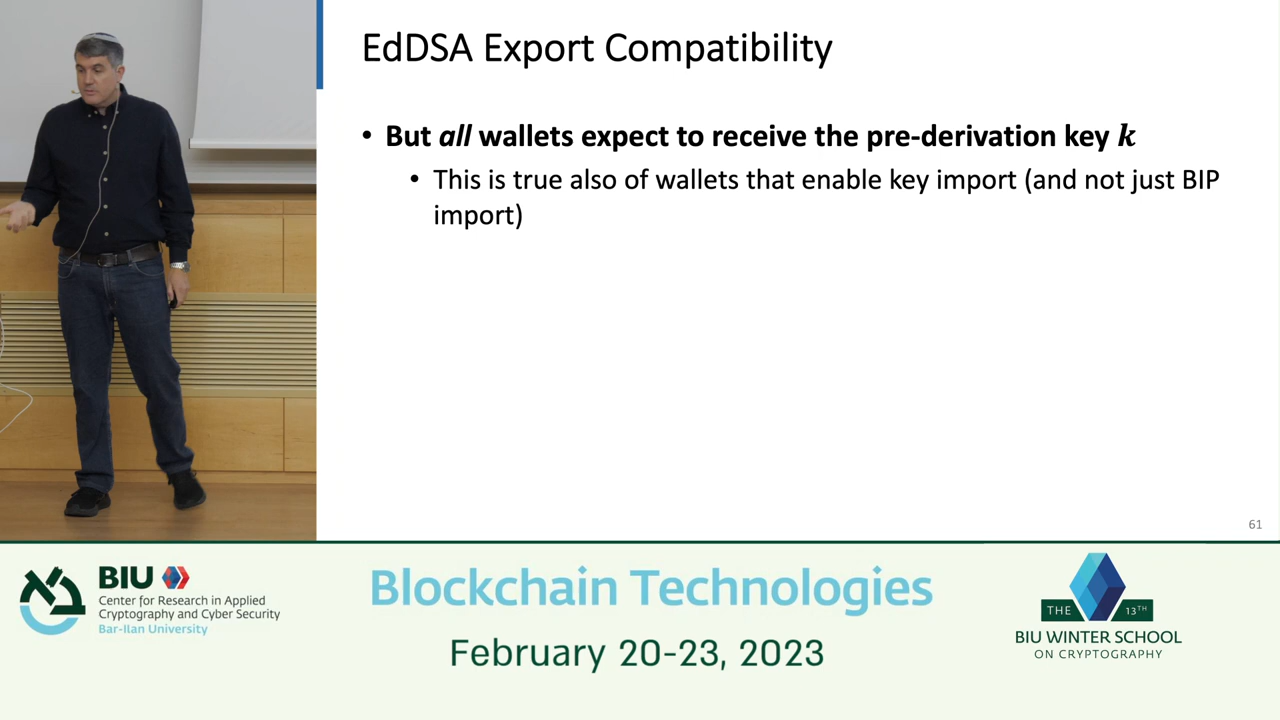 EdDSA Export Compatibility
• But all wallets expect to receive the pre-derivation key k
• This is true also of wallets that enable key import (and not just BIP
import)
61
BIU
Center for Research in Applied
Cryptography and Cyber Security
Bar-Ilan University
Blockchain Technologies
February 20-23, 2023
THE 13TH
BIU WINTER SCHOOL
ON CRYPTOGRAPHY